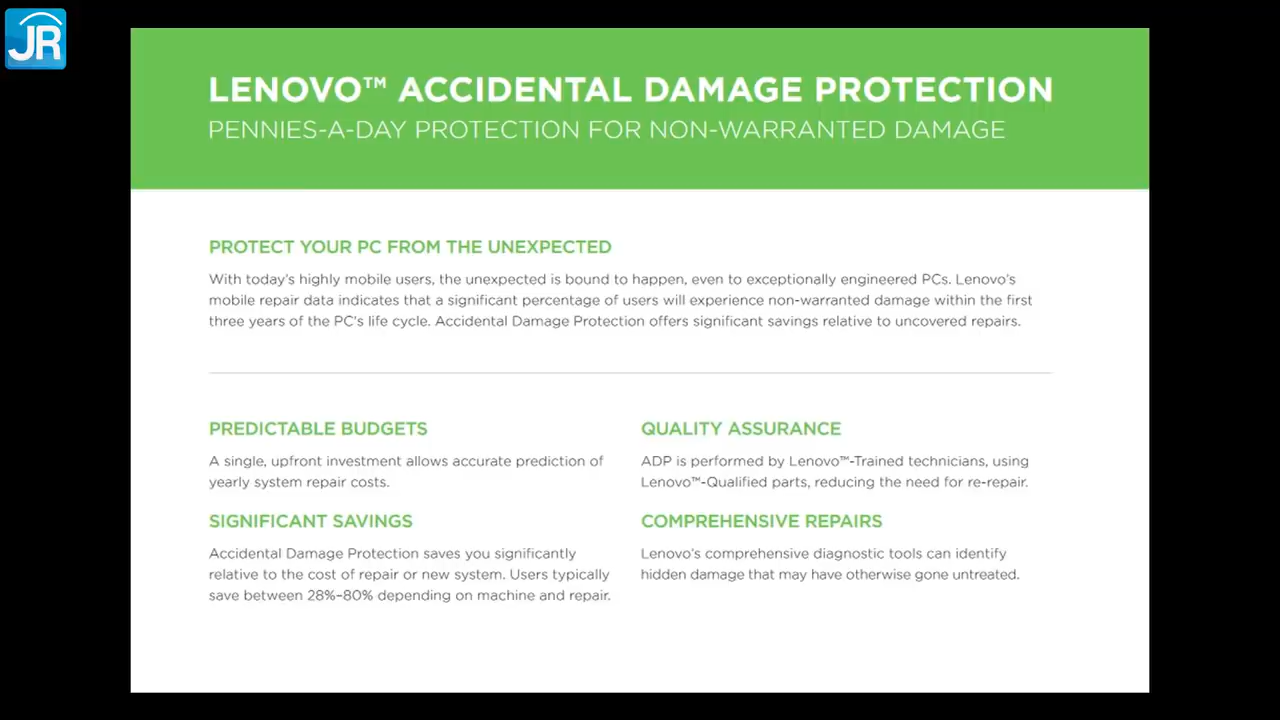 JR
LENOVO™ ACCIDENTAL DAMAGE PROTECTION
PENNIES-A-DAY PROTECTION FOR NON-WARRANTED DAMAGE
PROTECT YOUR PC FROM THE UNEXPECTED
With today's highly mobile users, the unexpected is bound to happen, even to exceptionally engineered PCs. Lenovo's
mobile repair data indicates that a significant percentage of users will experience non-warranted damage within the first
three years of the PC's life cycle. Accidental Damage Protection offers significant savings relative to uncovered repairs.
PREDICTABLE BUDGETS
A single, upfront investment allows accurate prediction of
yearly system repair costs.
SIGNIFICANT SAVINGS
Accidental Damage Protection saves you significantly
relative to the cost of repair or new system. Users typically
save between 28%–80% depending on machine and repair.
QUALITY ASSURANCE
ADP is performed by Lenovo™-Trained technicians, using
Lenovo™-Qualified parts, reducing the need for re-repair.
COMPREHENSIVE REPAIRS
Lenovo's comprehensive diagnostic tools can identify
hidden damage that may have otherwise gone untreated.